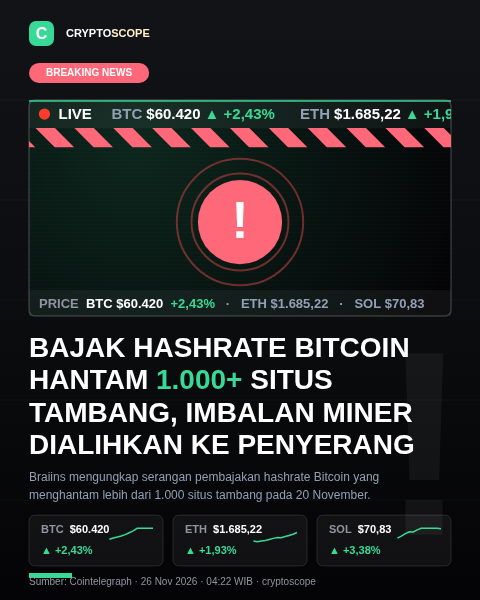 C CRYPTOSCOPE
BREAKING NEWS
LIVE BTC $60.420 ▲ +2,43% ETH $1.685,22 ▲ +1,9
!
PRICE BTC $60.420 +2,43% · ETH $1.685,22 · SOL $70,83
BAJAK HASHRATE BITCOIN
HANTAM 1.000+ SITUS
TAMBANG, IMBALAN MINER
DIALIHKAN KE PENYERANG
!
Braiins mengungkap serangan pembajakan hashrate Bitcoin yang
menghantam lebih dari 1.000 situs tambang pada 20 November.
BTC $60.420
▲ +2,43%
ETH $1.685,22
▲ +1,93%
SOL $70,83
▲ +3,38%
Sumber: Cointelegraph · 26 Nov 2026 · 04:22 WIB · cryptoscope